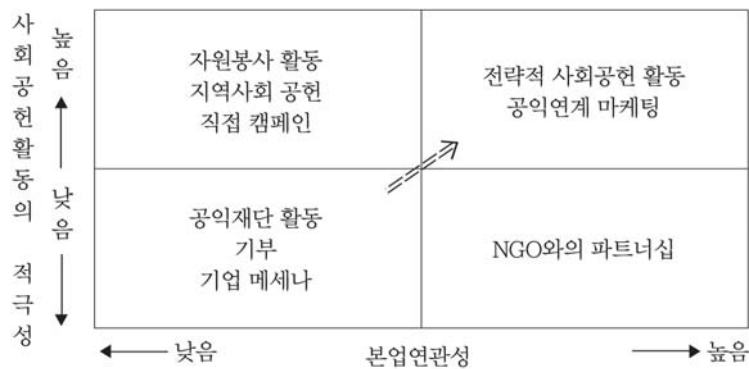 사회공헌활동의 적극성
높음
낮음
자원봉사 활동
지역사회 공헌
직접 캠페인
전략적 사회공헌 활동
공익연계 마케팅
공익재단 활동
기부
기업 메세나
NGO와의 파트너십
낮음
본업연관성
높음